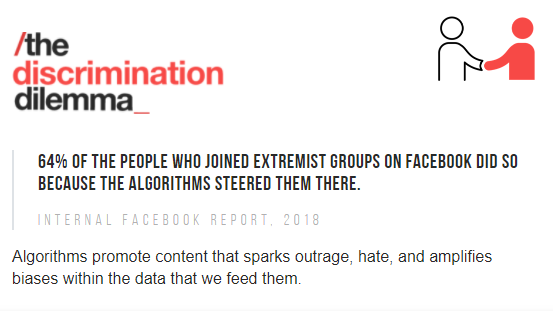 /the
discrimination
dilemma_
64% OF THE PEOPLE WHO JOINED EXTREMIST GROUPS ON FACEBOOK DID SO
BECAUSE THE ALGORITHMS STEERED THEM THERE.
INTERNAL FACEBOOK REPORT, 2018
Algorithms promote content that sparks outrage, hate, and amplifies
biases within the data that we feed them.